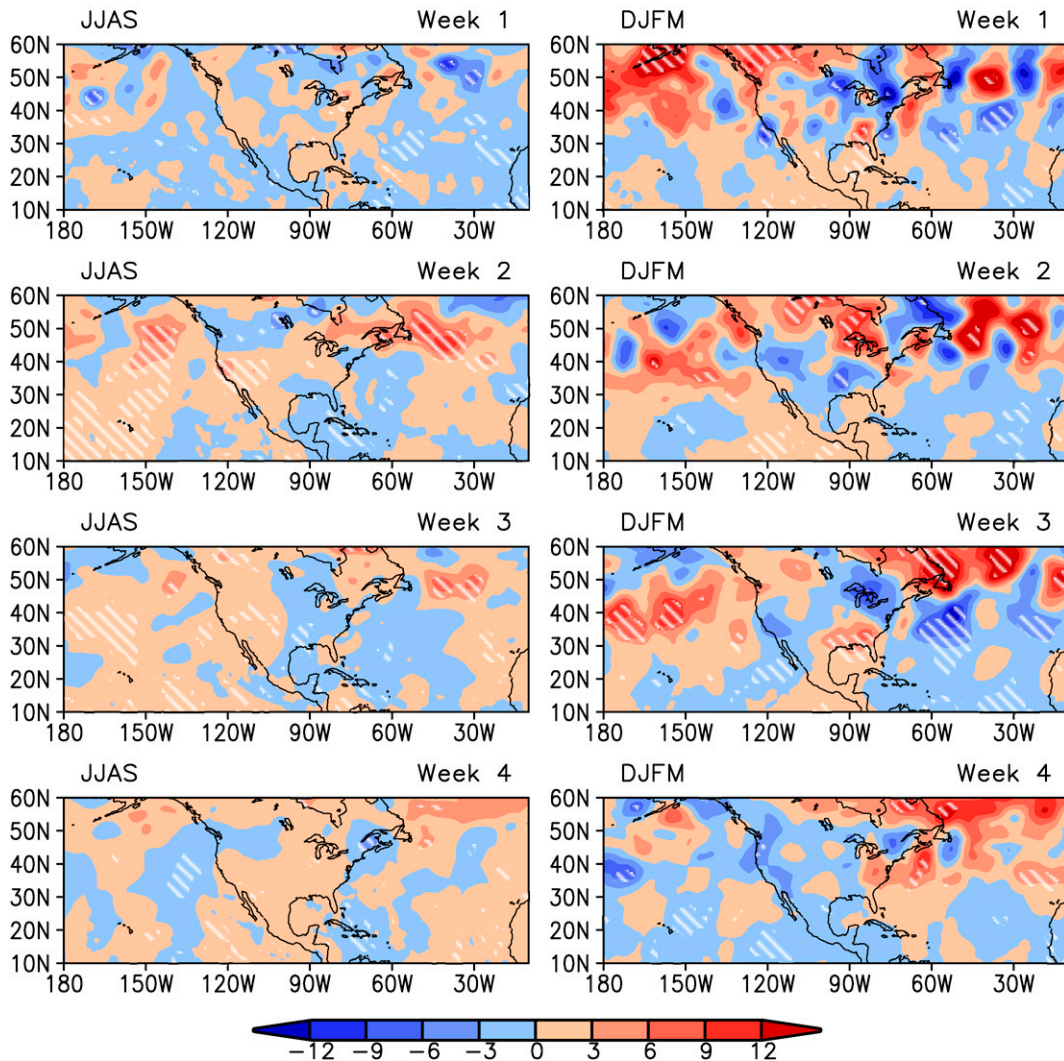 JJAS Week 1 DJFM Week 1
60N
50N
40N
30N
20N
10N
180 150W 120W 90W 60W 30W
60N
50N
40N
30N
20N
10N
180 150W 120W 90W 60W 30W
JJAS Week 2 DJFM Week 2
60N
50N
40N
30N
20N
10N
180 150W 120W 90W 60W 30W
60N
50N
40N
30N
20N
10N
180 150W 120W 90W 60W 30W
JJAS Week 3 DJFM Week 3
60N
50N
40N
30N
20N
10N
180 150W 120W 90W 60W 30W
60N
50N
40N
30N
20N
10N
180 150W 120W 90W 60W 30W
JJAS Week 4 DJFM Week 4
60N
50N
40N
30N
20N
10N
180 150W 120W 90W 60W 30W
60N
50N
40N
30N
20N
10N
180 150W 120W 90W 60W 30W
−12 −9 −6 −3 0 3 6 9 12